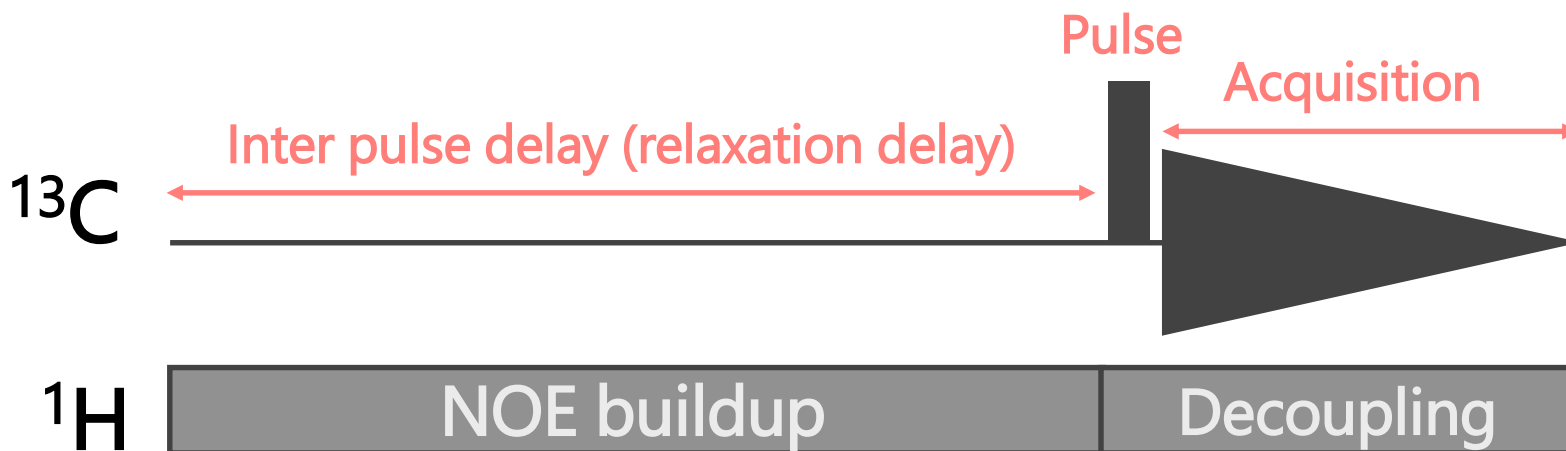 Pulse
Acquisition
Inter pulse delay (relaxation delay)
¹³C
¹H
NOE buildup
Decoupling